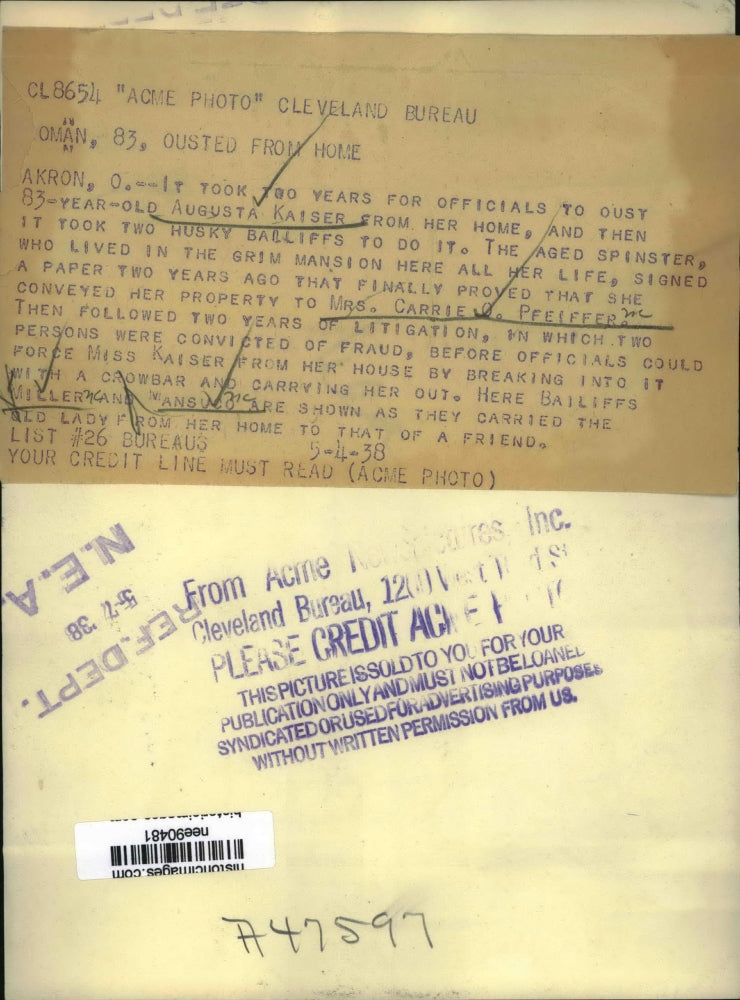 CL8654 "ACME PHOTO" CLEVELAND BUREAU
OMAN, 83, OUSTED FROM HOME
AKRON, O.--IT TOOK TWO YEARS FOR OFFICIALS TO OUST
83-YEAR-OLD AUGUSTA KAISER FROM HER HOME, AND THEN
IT TOOK TWO HUSKY BAILIFFS TO DO IT. THE AGED SPINSTER,
WHO LIVED IN THE GRIM MANSION HERE ALL HER LIFE, SIGNED
A PAPER TWO YEARS AGO THAT FINALLY PROVED THAT SHE
CONVEYED HER PROPERTY TO MRS. CARRIE PFEIFFER.
THEN FOLLOWED TWO YEARS OF LITIGATION, IN WHICH TWO
PERSONS WERE CONVICTED OF FRAUD, BEFORE OFFICIALS COULD
FORCE MISS KAISER FROM HER HOUSE BY BREAKING INTO IT
WITH A CROWBAR AND CARRYING HER OUT. HERE BAILIFFS
MILLER AND ARE SHOWN AS THEY CARRIED THE
OLD LADY FROM HER HOME TO THAT OF A FRIEND.
LIST #26 BUREAUS 5-4-38
YOUR CREDIT LINE MUST READ (ACME PHOTO)
N.E.A.
5-7 '38
REF. DEPT.
From Acme Newspictures, Inc.
Cleveland Bureau, 1200
PLEASE CREDIT ACME
THIS PICTURE IS SOLD TO YOU FOR YOUR
PUBLICATION ONLY AND MUST NOT BE LOANED
SYNDICATED OR USED FOR ADVERTISING PURPOSES
WITHOUT WRITTEN PERMISSION FROM US.
historicimages.com
nee90481
historicimages.com
A47597